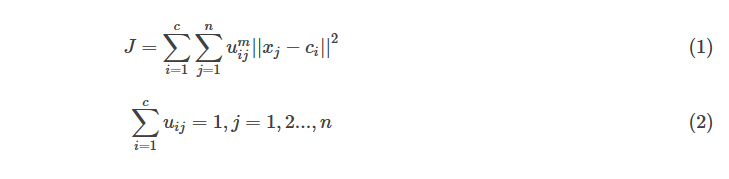 J = \sum_{i=1}^{c} \sum_{j=1}^{n} u_{ij}^{m} ||x_j - c_i||^2 (1)
\sum_{i=1}^{c} u_{ij} = 1, j = 1, 2..., n (2)